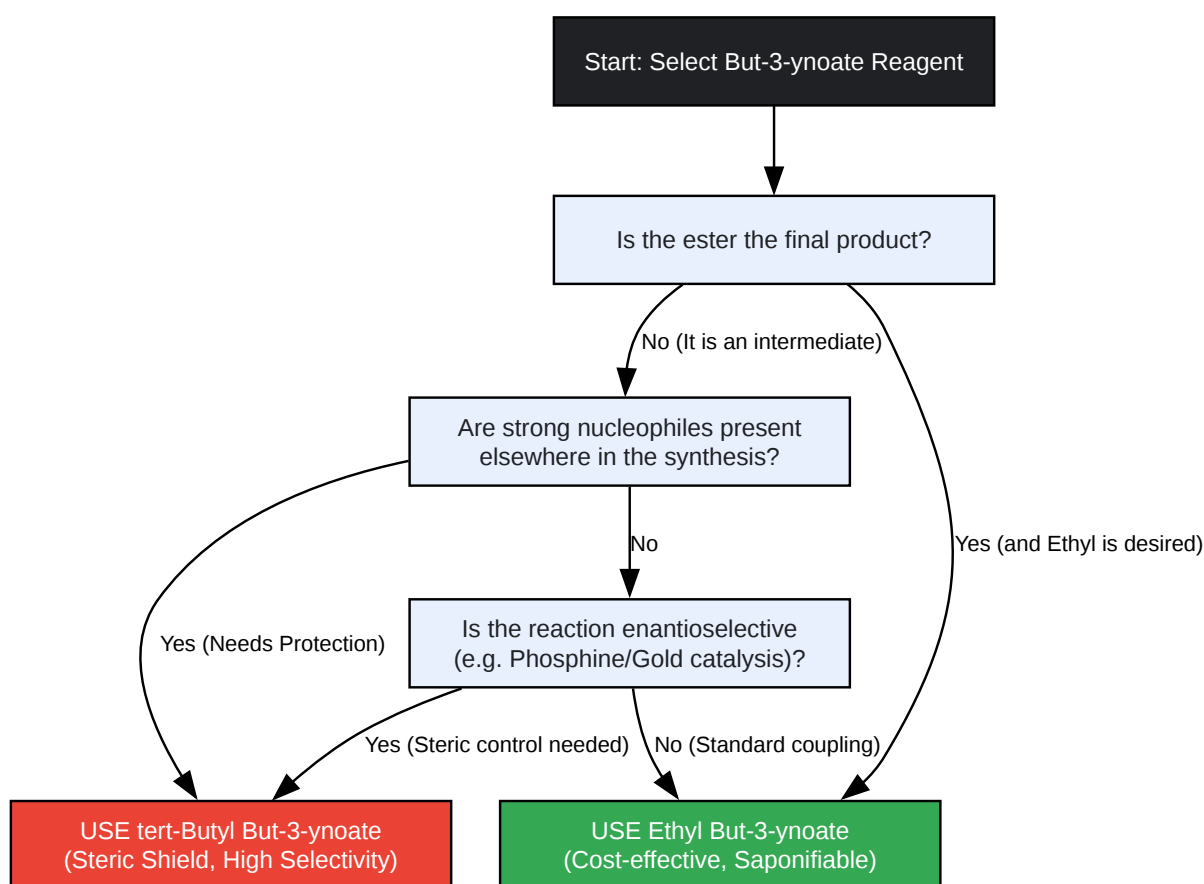 Start: Select But-3-ynoate Reagent
Is the ester the final product?
No (It is an intermediate)
Are strong nucleophiles present
elsewhere in the synthesis?
No
Yes (and Ethyl is desired)
Is the reaction enantioselective
(e.g. Phosphine/Gold catalysis)?
Yes (Needs Protection)
Yes (Steric control needed)
No (Standard coupling)
USE tert-Butyl But-3-ynoate
(Steric Shield, High Selectivity)
USE Ethyl But-3-ynoate
(Cost-effective, Saponifiable)